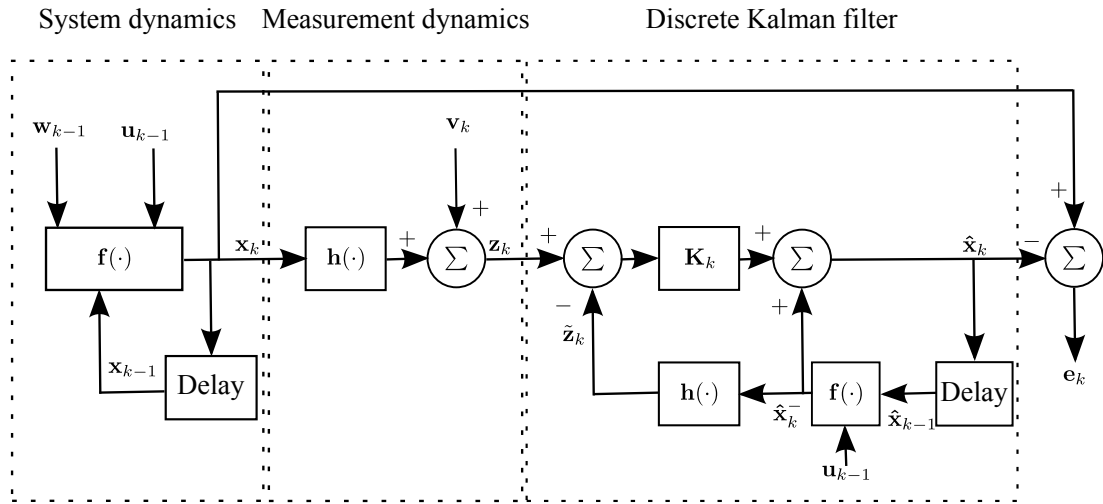 System dynamics
Measurement dynamics
Discrete Kalman filter
w_{k−1}
u_{k−1}
v_k
+
+
f(·)
x_k
h(·)
+
Σ
z_k
+
Σ
K_k
+
Σ
x̂_k
−
Σ
−
+
z̃_k
x_{k−1}
Delay
h(·)
x̂_k^−
f(·)
x̂_{k−1}
Delay
e_k
u_{k−1}